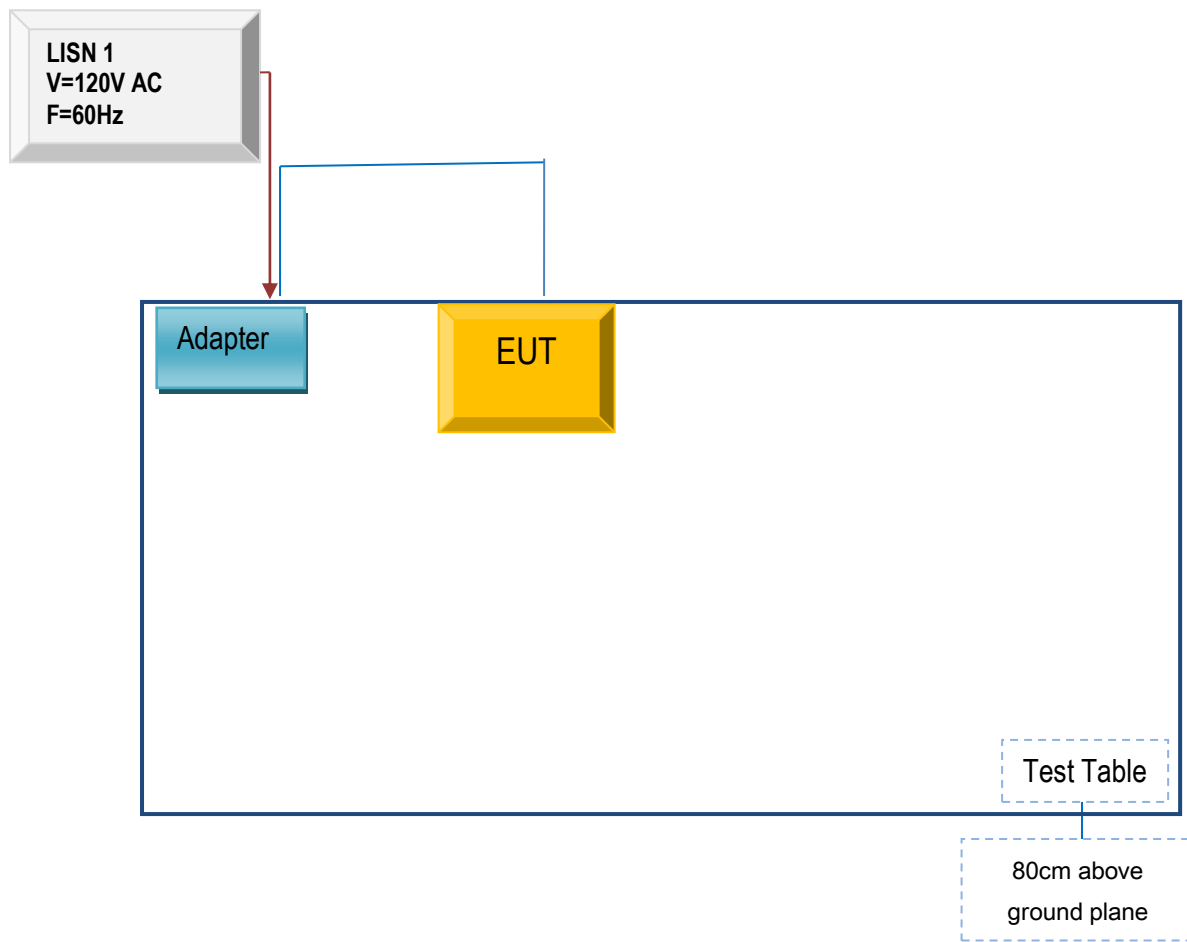 LISN 1
V=120V AC
F=60Hz
Adapter
EUT
Test Table
80cm above
ground plane